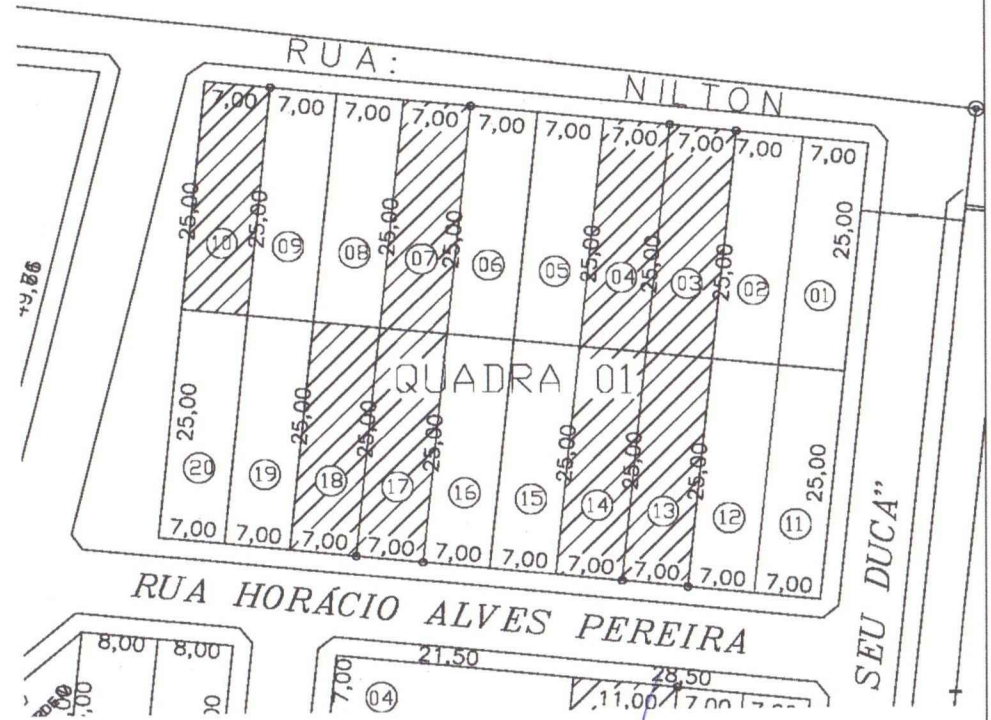 RUA: NILTON
7,00 7,00 7,00 7,00 7,00 7,00 7,00 7,00 7,00 7,00
25,00 25,00 25,00 25,00 25,00 25,00 25,00 25,00
10 09 08 07 06 05 04 03 02 01
QUADRA 01
25,00 25,00 25,00 25,00 25,00 25,00 25,00 25,00
20 19 18 17 16 15 14 13 12 11
7,00 7,00 7,00 7,00 7,00 7,00 7,00 7,00 7,00 7,00
RUA HORÁCIO ALVES PEREIRA
SEU DUCA"
8,00 8,00
21,50
28,50
7,00
04
11,00 7,00